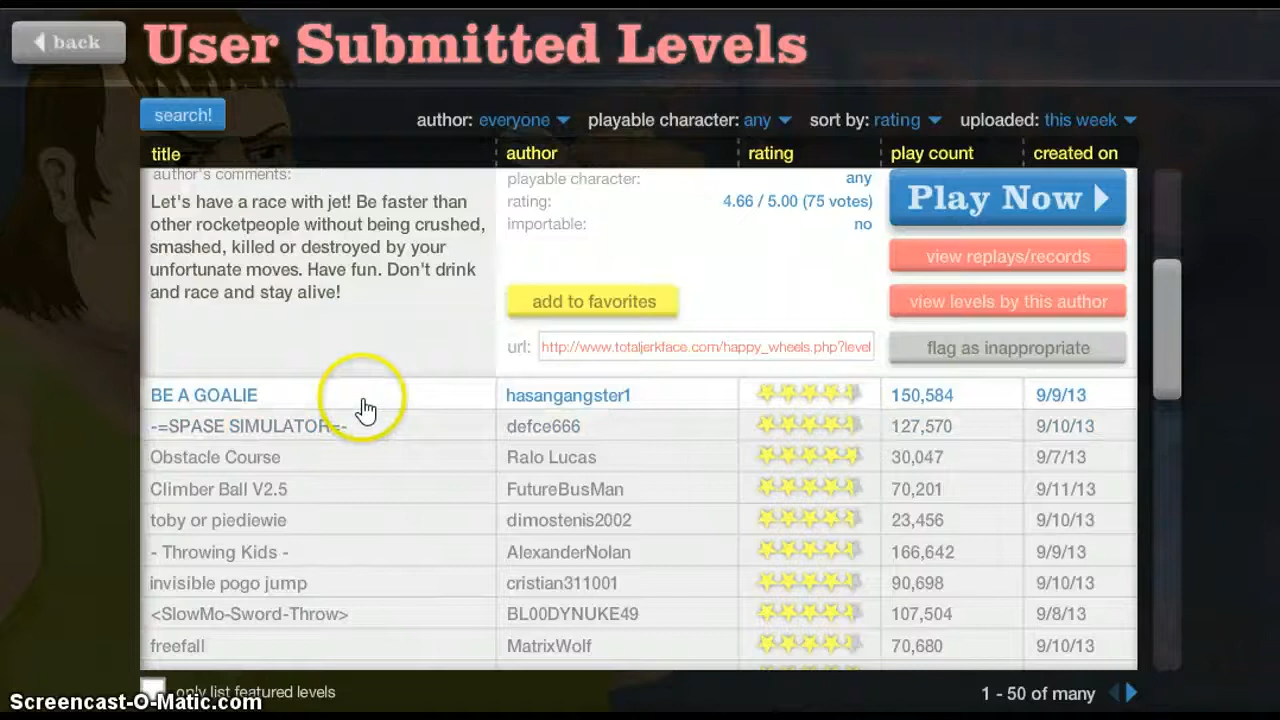 back
User Submitted Levels
search!
author: everyone playable character: any sort by: rating uploaded: this week
title author rating play count created on
author's comments:
Let's have a race with jet! Be faster than
other rocketpeople without being crushed,
smashed, killed or destroyed by your
unfortunate moves. Have fun. Don't drink
and race and stay alive!
playable character: any
rating: 4.66 / 5.00 (75 votes)
importable: no
add to favorites
url: http://www.totaljerkface.com/happy_wheels.php?level
Play Now
view replays/records
view levels by this author
flag as inappropriate
BE A GOALIE hasangangster1 150,584 9/9/13
-=SPASE SIMULATOR=- defce666 127,570 9/10/13
Obstacle Course Ralo Lucas 30,047 9/7/13
Climber Ball V2.5 FutureBusMan 70,201 9/11/13
toby or piediewie dimostenis2002 23,456 9/10/13
- Throwing Kids - AlexanderNolan 166,642 9/9/13
invisible pogo jump cristian311001 90,698 9/10/13
<SlowMo-Sword-Throw> BL00DYNUKE49 107,504 9/8/13
freefall MatrixWolf 70,680 9/10/13
only list featured levels
1 - 50 of many
Screencast-O-Matic.com